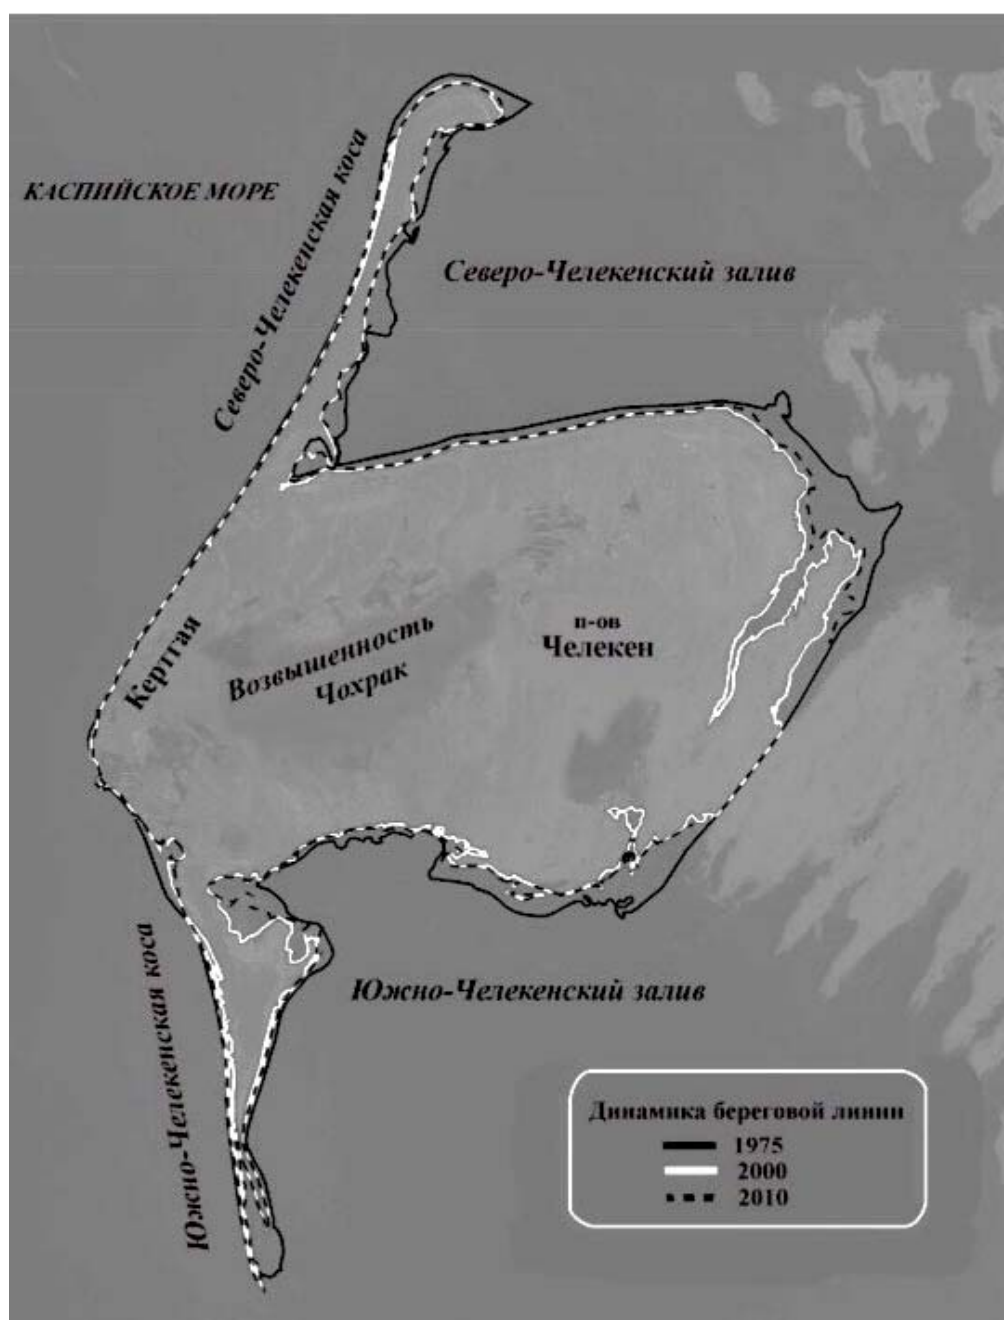 КАСПИЙСКОЕ МОРЕ
Северо-Челекенская коса
Северо-Челекенский залив
Кертгая
Возвышенность
Чохрак
п-ов
Челекен
Южно-Челекенская коса
Южно-Челекенский залив
Динамика береговой линии
1975
2000
2010